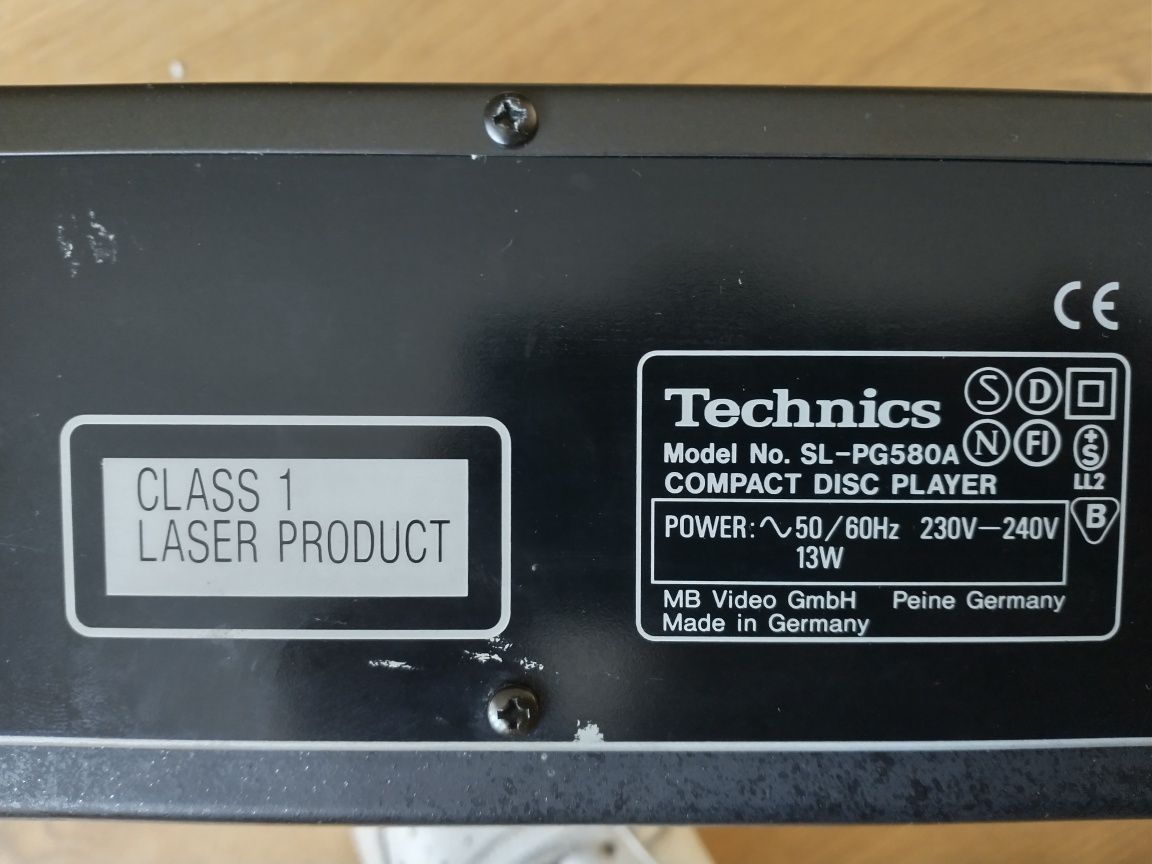 CE
CLASS 1
LASER PRODUCT
Technics
S D
Model No. SL-PG580A N FI
+S
COMPACT DISC PLAYER LL2
POWER: ∿50/60Hz 230V—240V B
13W
MB Video GmbH Peine Germany
Made in Germany